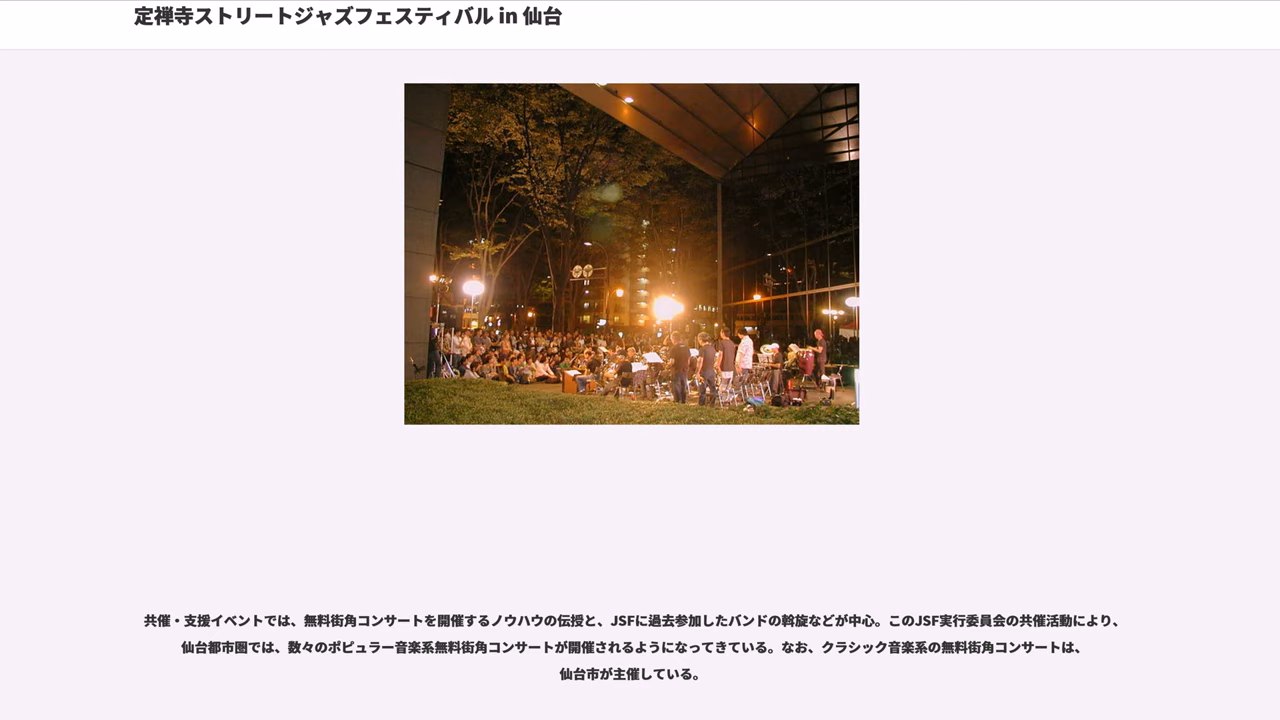 定禅寺ストリートジャズフェスティバル in 仙台
共催・支援イベントでは、無料街角コンサートを開催するノウハウの伝授と、JSFに過去参加したバンドの斡旋などが中心。このJSF実行委員会の共催活動により、
仙台都市圏では、数々のポピュラー音楽系無料街角コンサートが開催されるようになってきている。なお、クラシック音楽系の無料街角コンサートは、
仙台市が主催している。